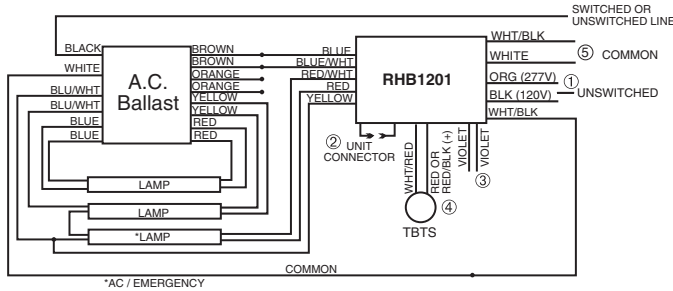 SWITCHED OR
UNSWITCHED LINE
BLACK
BROWN
BLUE
WHT/BLK
WHITE
BROWN
BLUE/WHT
WHITE
⑤ COMMON
A.C.
Ballast
ORANGE
RED/WHT
RHB1201
ORG (277V)
①
BLU/WHT
ORANGE
RED
UNSWITCHED
YELLOW
YELLOW
BLK (120V)
BLU/WHT
YELLOW
WHT/BLK
BLUE
RED
BLUE
RED
② UNIT
CONNECTOR
WHT/RED
RED OR
RED/BLK (+)
VIOLET
VIOLET
③
LAMP
④
LAMP
TBTS
*LAMP
COMMON
*AC / EMERGENCY